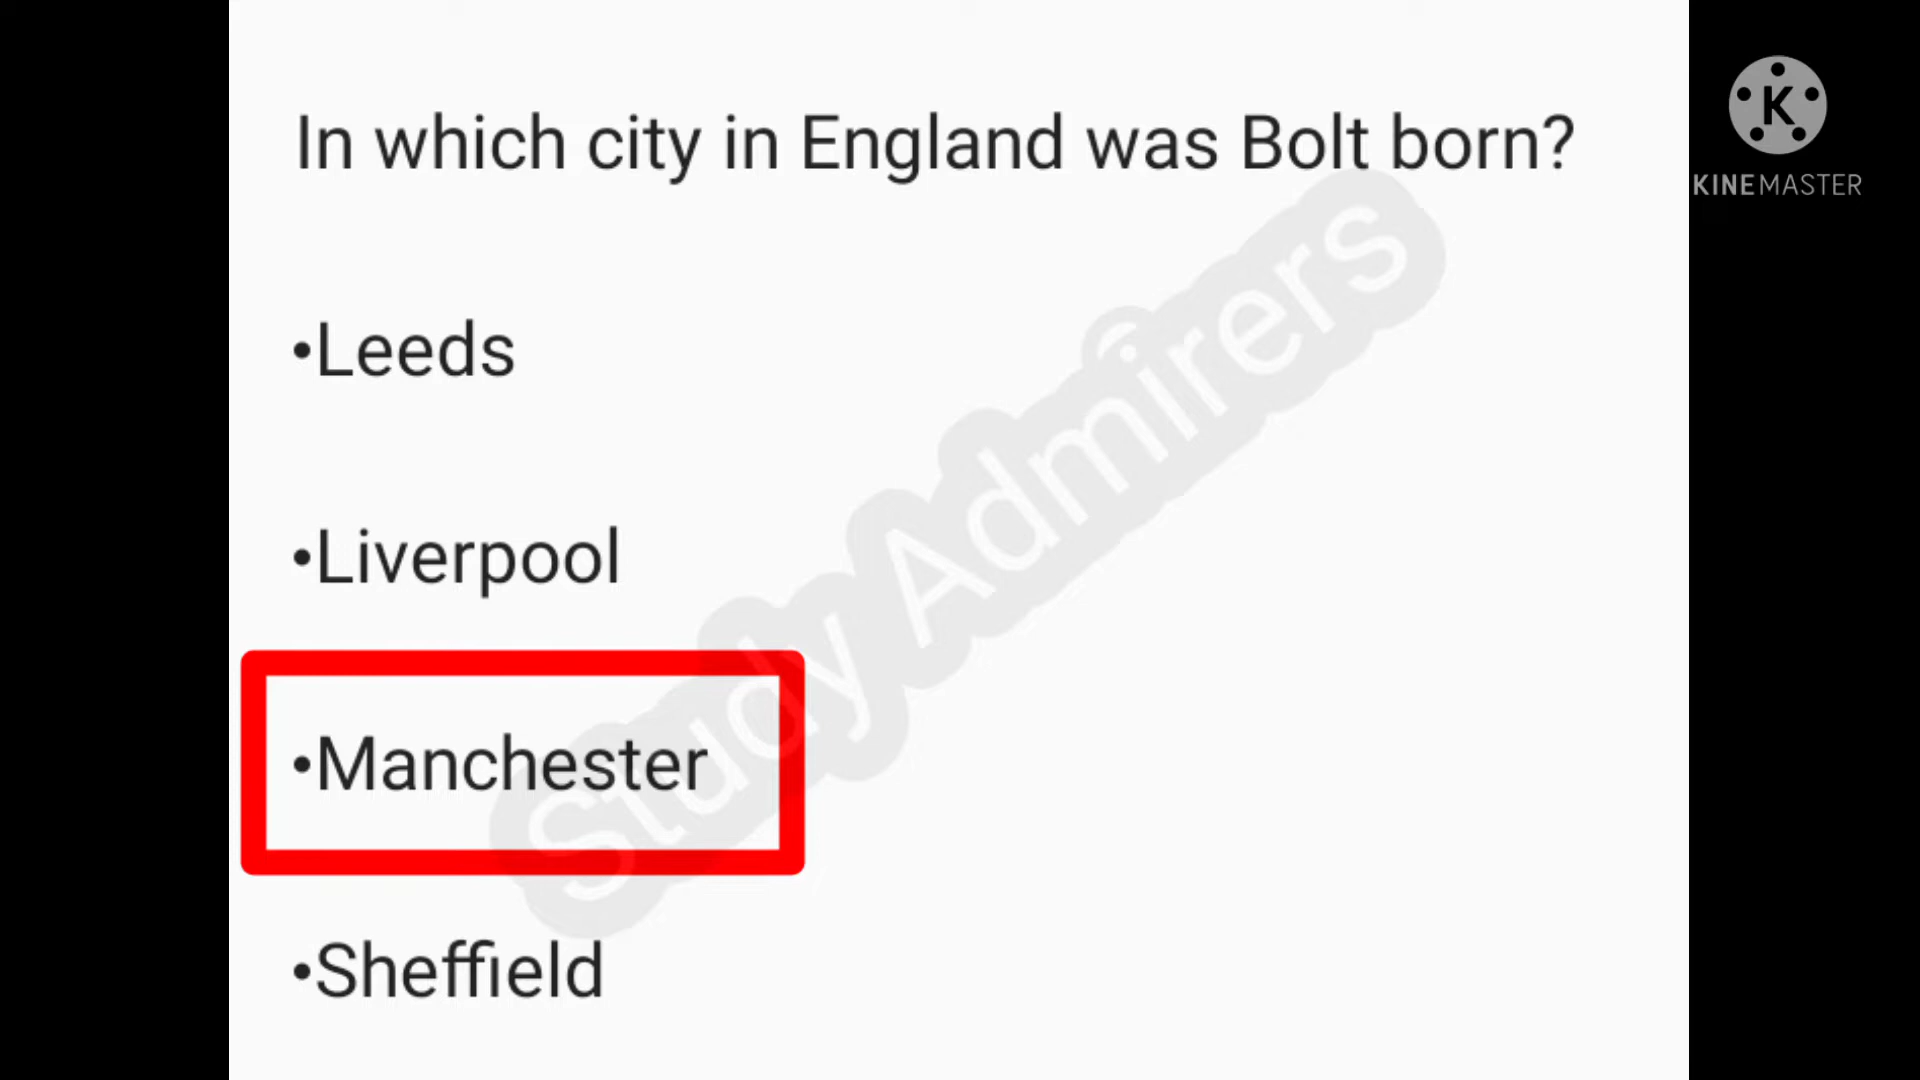 In which city in England was Bolt born?
•Leeds
•Liverpool
•Manchester
•Sheffield
Study Admirers
K
KINEMASTER